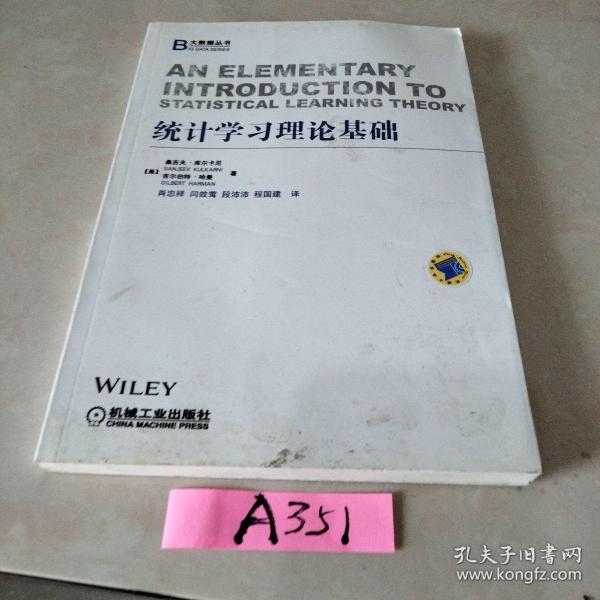 B 大数据丛书
IG DATA SERIES
AN ELEMENTARY
INTRODUCTION TO
STATISTICAL LEARNING THEORY
统计学习理论基础
桑吉夫·库尔卡尼
SANJEEV KULKARNI
[美] 著
吉尔伯特·哈曼
GILBERT HARMAN
肖忠祥 闫效莺 段沛沛 程国建 译
WILEY
机械工业出版社
CHINA MACHINE PRESS
A351
孔夫子旧书网
www.kongfz.com